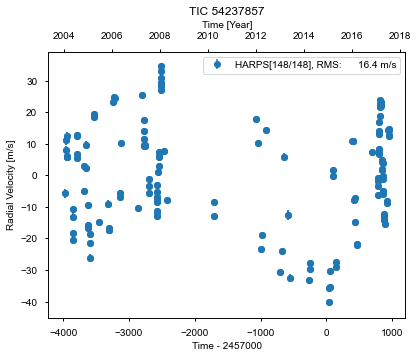 TIC 54237857
Time [Year]
2004 2006 2008 2010 2012 2014 2016 2018
HARPS[148/148], RMS: 16.4 m/s
Radial Velocity [m/s]
30
20
10
0
−10
−20
−30
−40
−4000 −3000 −2000 −1000 0 1000
Time - 2457000